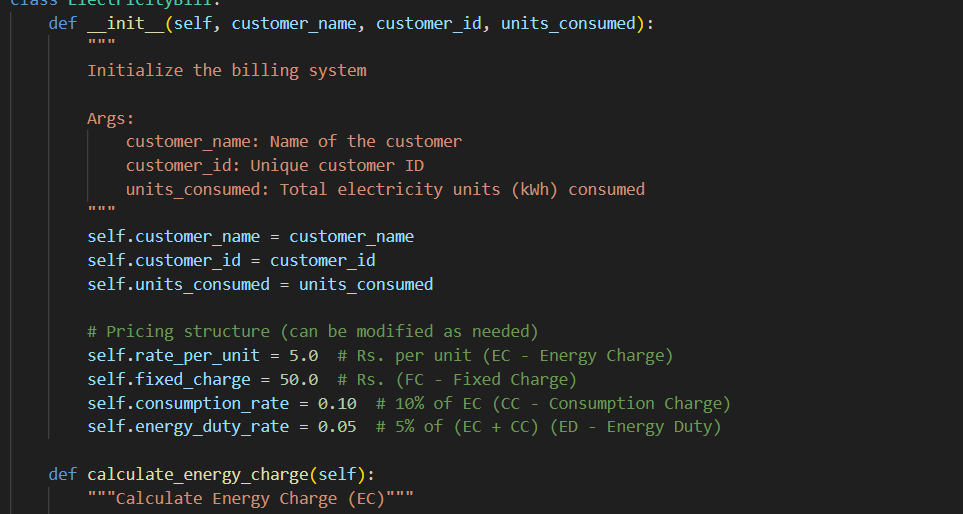 class ElectricityBill:
    def __init__(self, customer_name, customer_id, units_consumed):
        """
        Initialize the billing system

        Args:
            customer_name: Name of the customer
            customer_id: Unique customer ID
            units_consumed: Total electricity units (kWh) consumed
        """
        self.customer_name = customer_name
        self.customer_id = customer_id
        self.units_consumed = units_consumed

        # Pricing structure (can be modified as needed)
        self.rate_per_unit = 5.0  # Rs. per unit (EC - Energy Charge)
        self.fixed_charge = 50.0  # Rs. (FC - Fixed Charge)
        self.consumption_rate = 0.10  # 10% of EC (CC - Consumption Charge)
        self.energy_duty_rate = 0.05  # 5% of (EC + CC) (ED - Energy Duty)

    def calculate_energy_charge(self):
        """Calculate Energy Charge (EC)"""